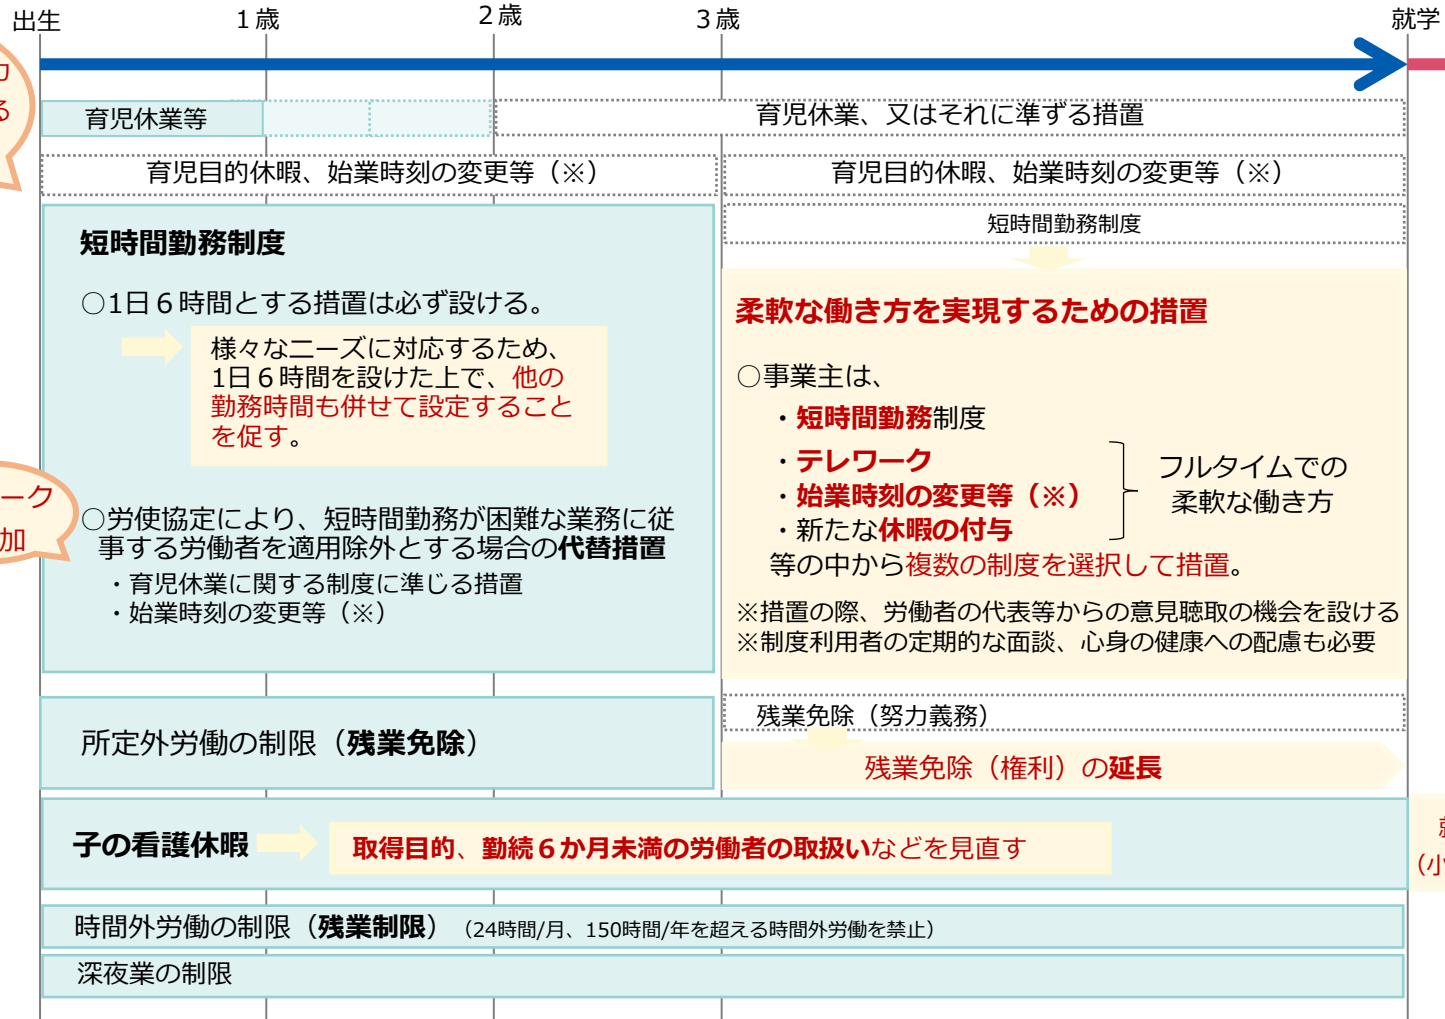 出生
1歳
2歳
3歳
就学
力
る
育児休業等
育児休業、又はそれに準ずる措置
育児目的休暇、始業時刻の変更等（※）
育児目的休暇、始業時刻の変更等（※）
短時間勤務制度
○1日６時間とする措置は必ず設ける。
様々なニーズに対応するため、
1日６時間を設けた上で、他の
勤務時間も併せて設定すること
を促す。
ーク
加
○労使協定により、短時間勤務が困難な業務に従
事する労働者を適用除外とする場合の代替措置
・育児休業に関する制度に準じる措置
・始業時刻の変更等（※）
短時間勤務制度
柔軟な働き方を実現するための措置
○事業主は、
・短時間勤務制度
・テレワーク
・始業時刻の変更等（※）
・新たな休暇の付与
フルタイムでの
柔軟な働き方
等の中から複数の制度を選択して措置。
※措置の際、労働者の代表等からの意見聴取の機会を設ける
※制度利用者の定期的な面談、心身の健康への配慮も必要
所定外労働の制限（残業免除）
残業免除（努力義務）
残業免除（権利）の延長
子の看護休暇
取得目的、勤続６か月未満の労働者の取扱いなどを見直す
（小
時間外労働の制限（残業制限）（24時間/月、150時間/年を超える時間外労働を禁止）
深夜業の制限